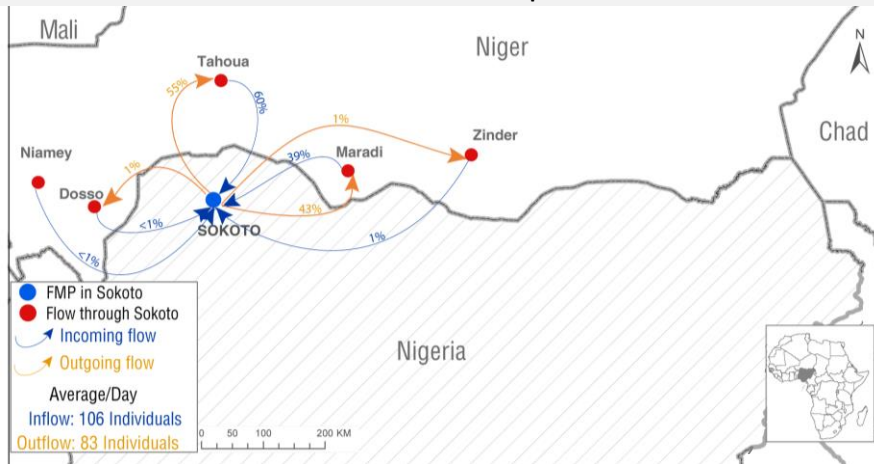 Mali
Niger
N
Tahoua
55%
60%
1%
Zinder
Chad
Niamey
Maradi
39%
1%
Dosso
43%
<1%
SOKOTO
1%
<1%
FMP in Sokoto
Flow through Sokoto
Incoming flow
Outgoing flow
Average/Day
Inflow: 106 Individuals
Outflow: 83 Individuals
Nigeria
0 50 100 200 KM